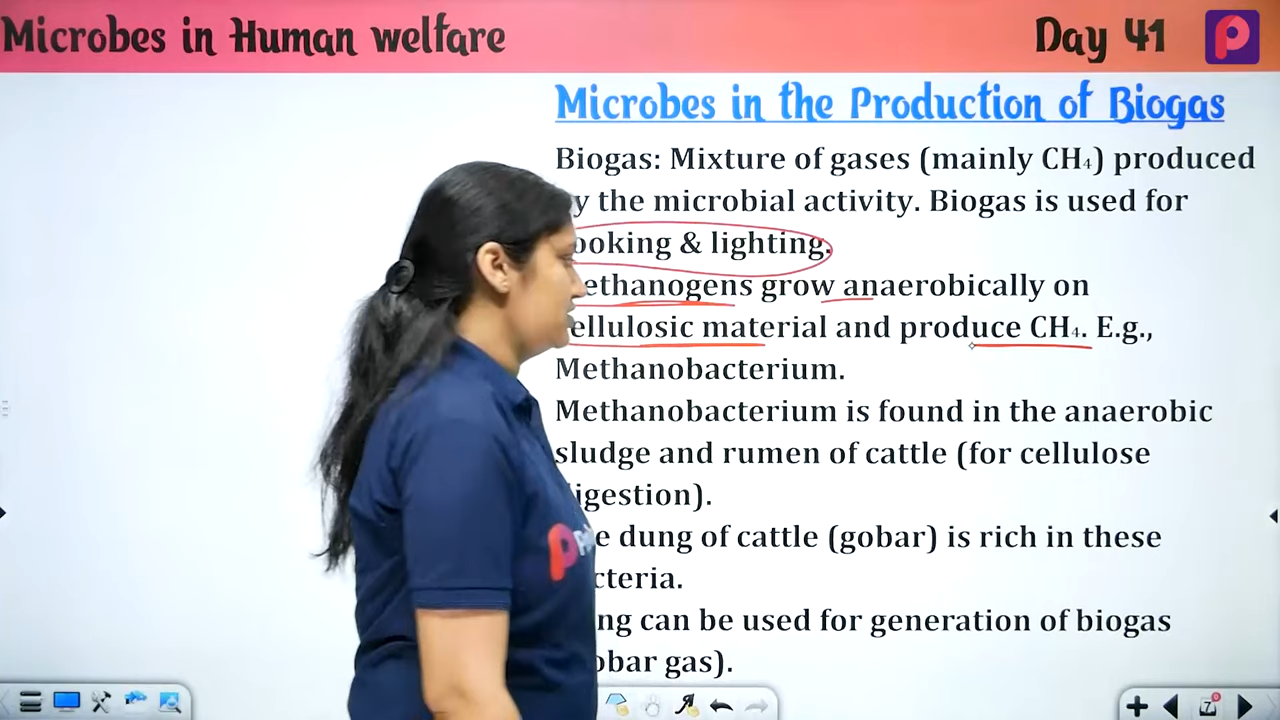 Microbes in Human welfare
Day 41
Microbes in the Production of Biogas
Biogas: Mixture of gases (mainly CH₄) produced
the microbial activity. Biogas is used for
& lighting.
grow anaerobically on
material and produce CH₄. E.g.,
Methanobacterium.
Methanobacterium is found in the anaerobic
sludge and rumen of cattle (for cellulose
dung of cattle (gobar) is rich in these
can be used for generation of biogas
gas).
7